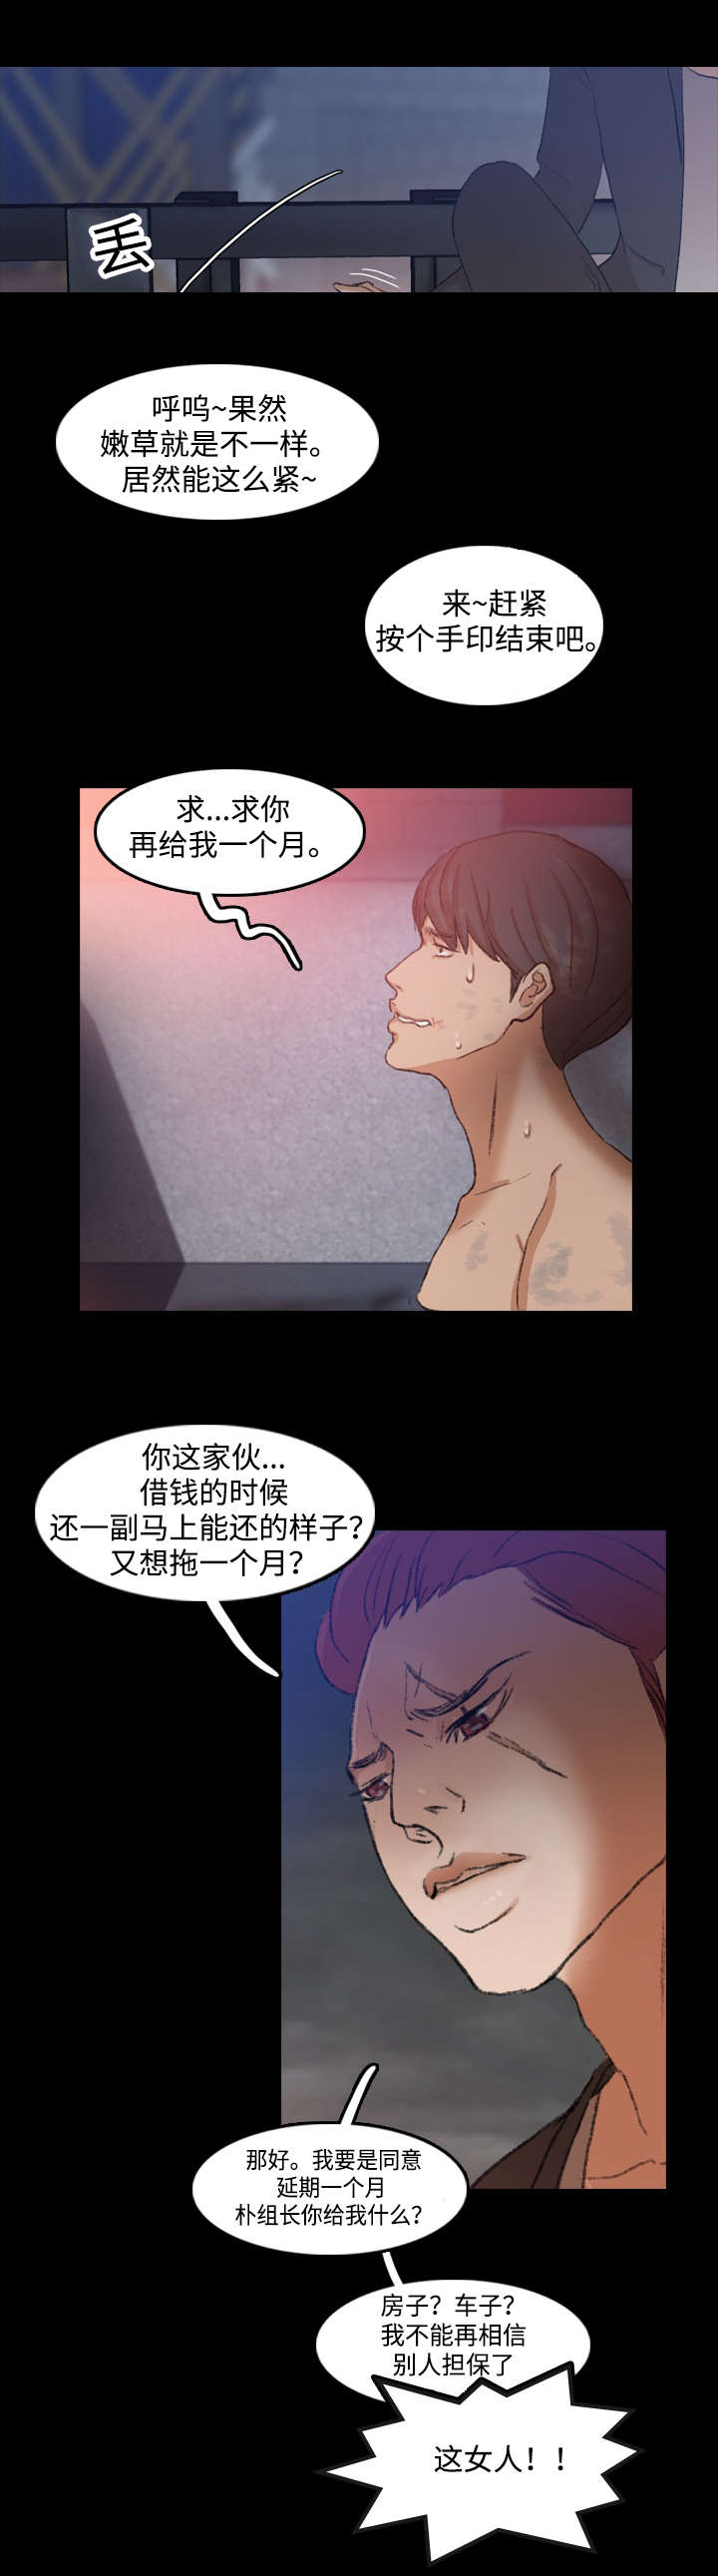 丢
呼呜~果然
嫩草就是不一样。
居然能这么紧~
来~赶紧
按个手印结束吧。
求...求你
再给我一个月。
你这家伙...
借钱的时候
还一副马上能还的样子?
又想拖一个月?
那好。我要是同意
延期一个月
朴组长你给我什么?
房子?车子?
我不能再相信
别人担保了
这女人!!